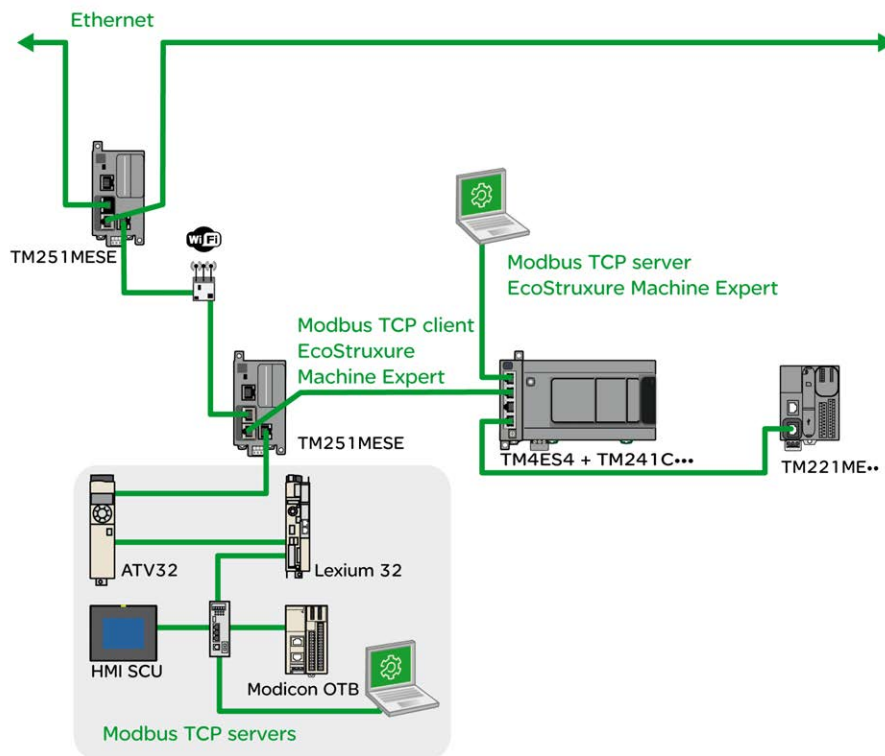 Ethernet
TM251MESE
WiFi
Modbus TCP server
EcoStruxure Machine Expert
Modbus TCP client
EcoStruxure
Machine Expert
TM251MESE
TM4ES4 + TM241C•••
TM221ME••
ATV32
Lexium 32
HMI SCU
Modicon OTB
Modbus TCP servers